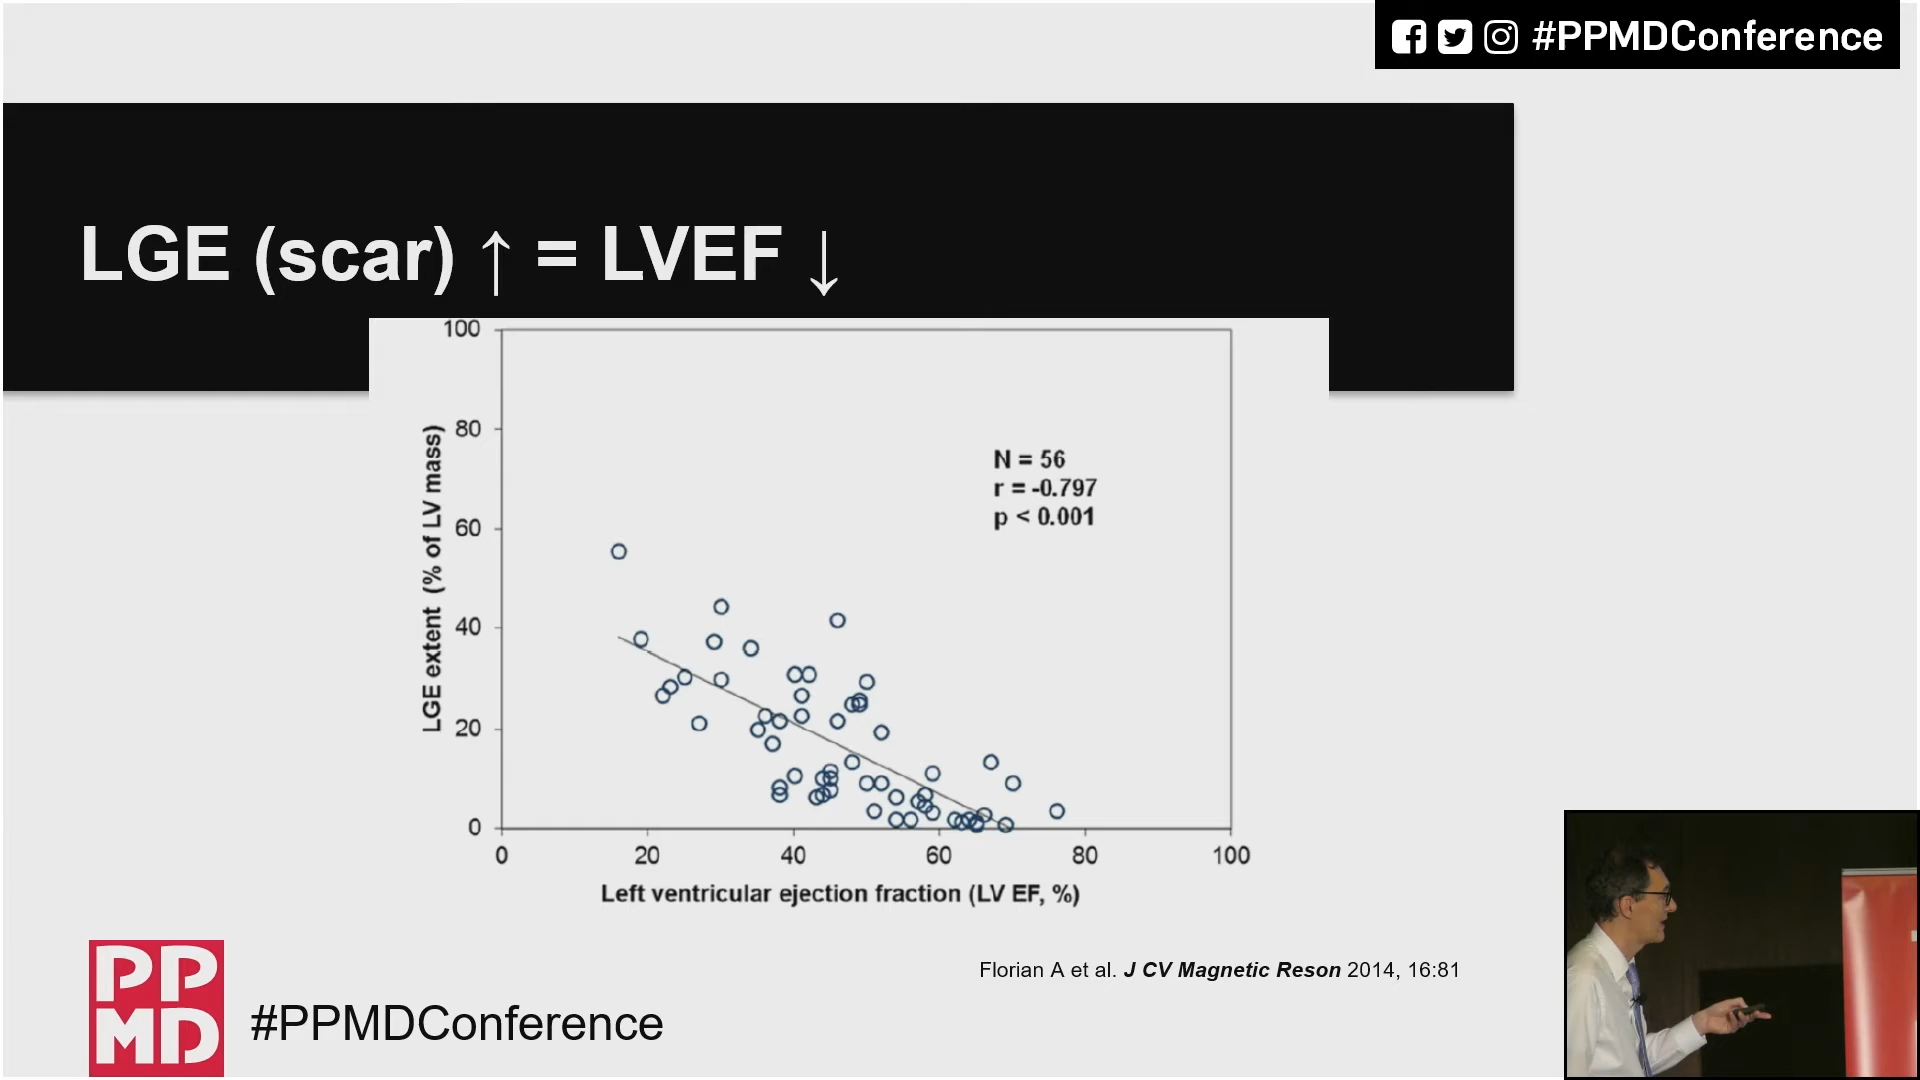 #PPMDConference
LGE (scar) ↑ = LVEF ↓
100
80
60
40
20
0
LGE extent (% of LV mass)
N = 56
r = -0.797
p < 0.001
0 20 40 60 80 100
Left ventricular ejection fraction (LV EF, %)
Florian A et al. J CV Magnetic Reson 2014, 16:81
PP
MD
#PPMDConference